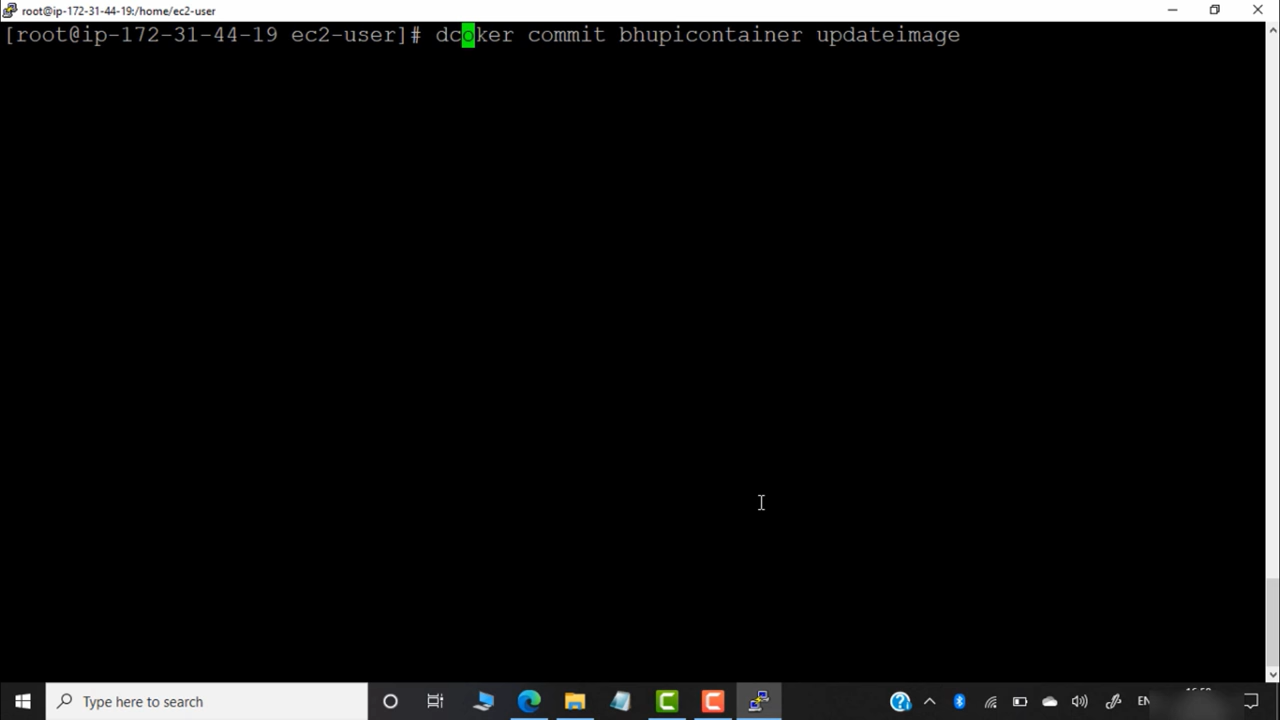 root@ip-172-31-44-19:/home/ec2-user
[root@ip-172-31-44-19 ec2-user]# dcoker commit bhupicontainer updateimage
Type here to search